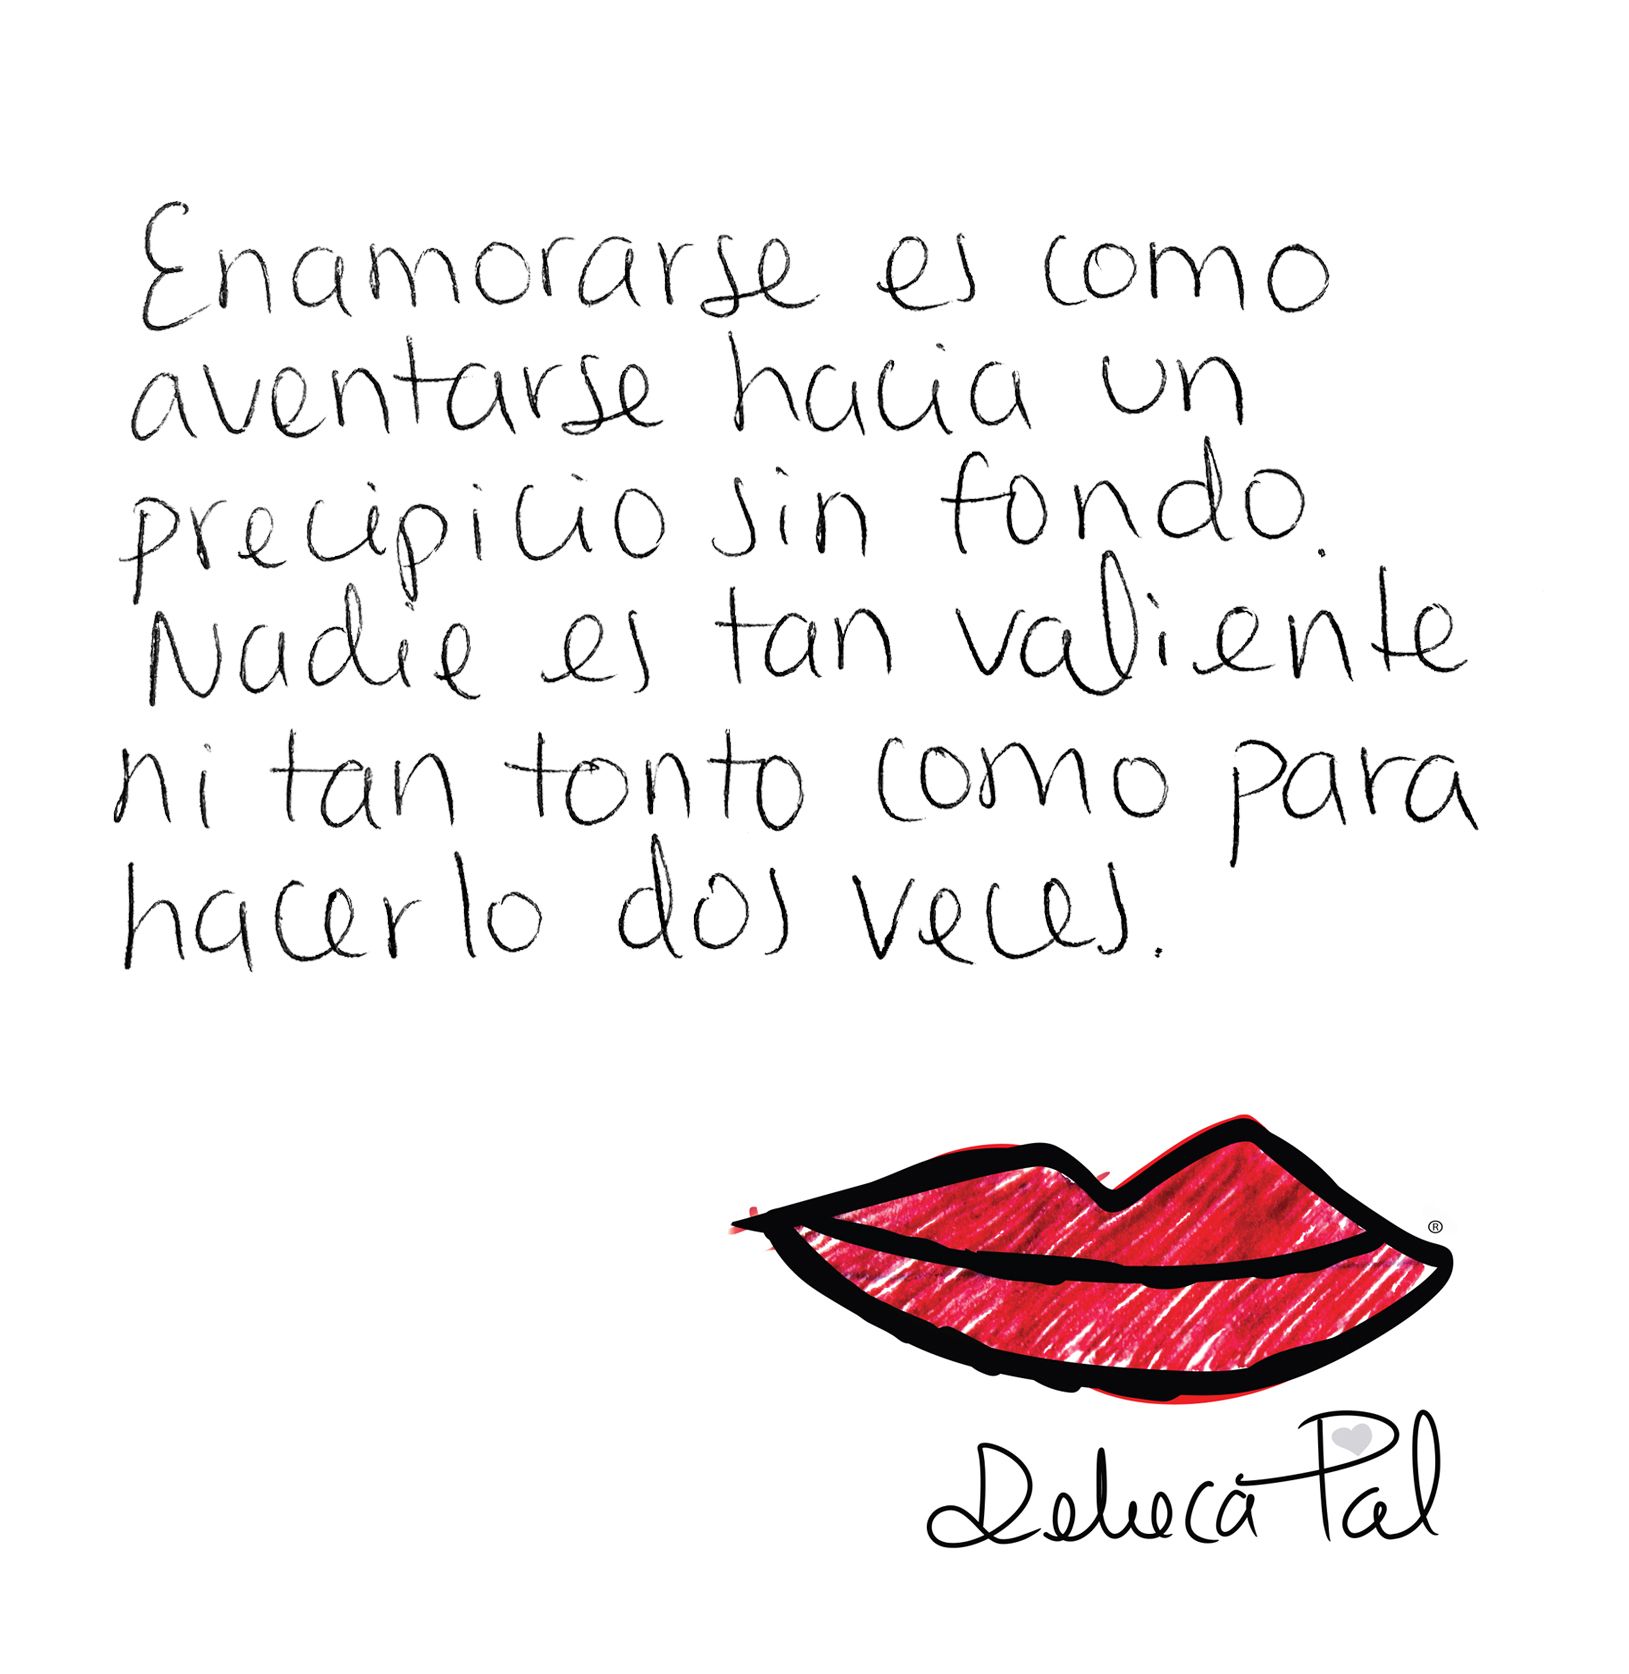 Enamorarse es como
aventarse hacia un
precipicio sin fondo.
Nadie es tan valiente
ni tan tonto como para
hacerlo dos veces.
®
Rebeca Pal